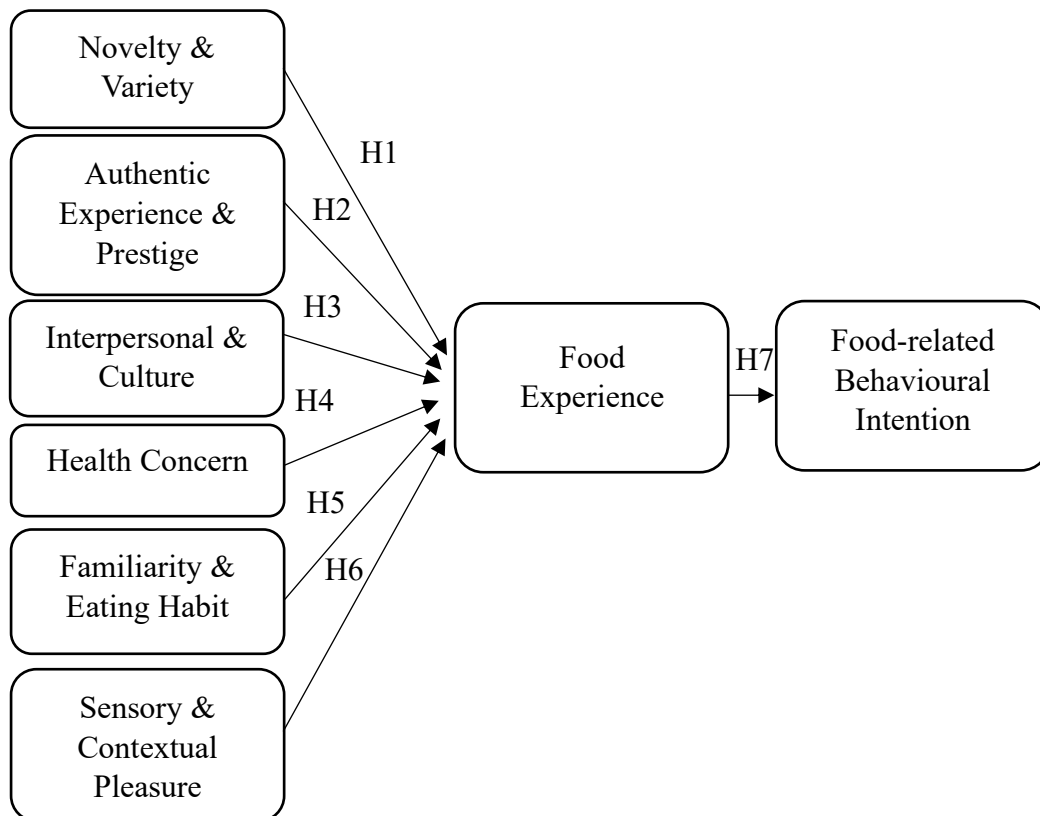 Novelty &
Variety
H1
Authentic
Experience &
Prestige
H2
Interpersonal &
Culture
H3
Health Concern
H4
Familiarity &
Eating Habit
H5
Sensory &
Contextual
Pleasure
H6
Food
Experience
H7
Food-related
Behavioural
Intention